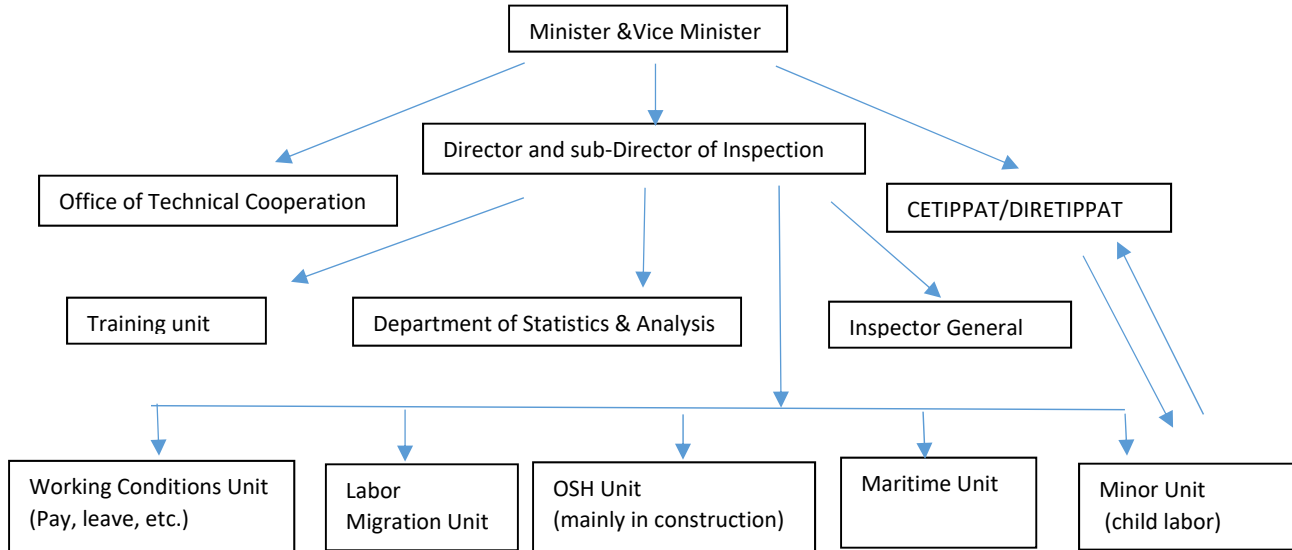 Minister &Vice Minister
Director and sub-Director of Inspection
Office of Technical Cooperation
CETIPPAT/DIRETIPPAT
Training unit
Department of Statistics & Analysis
Inspector General
Working Conditions Unit
(Pay, leave, etc.)
Labor
Migration Unit
OSH Unit
(mainly in construction)
Maritime Unit
Minor Unit
(child labor)